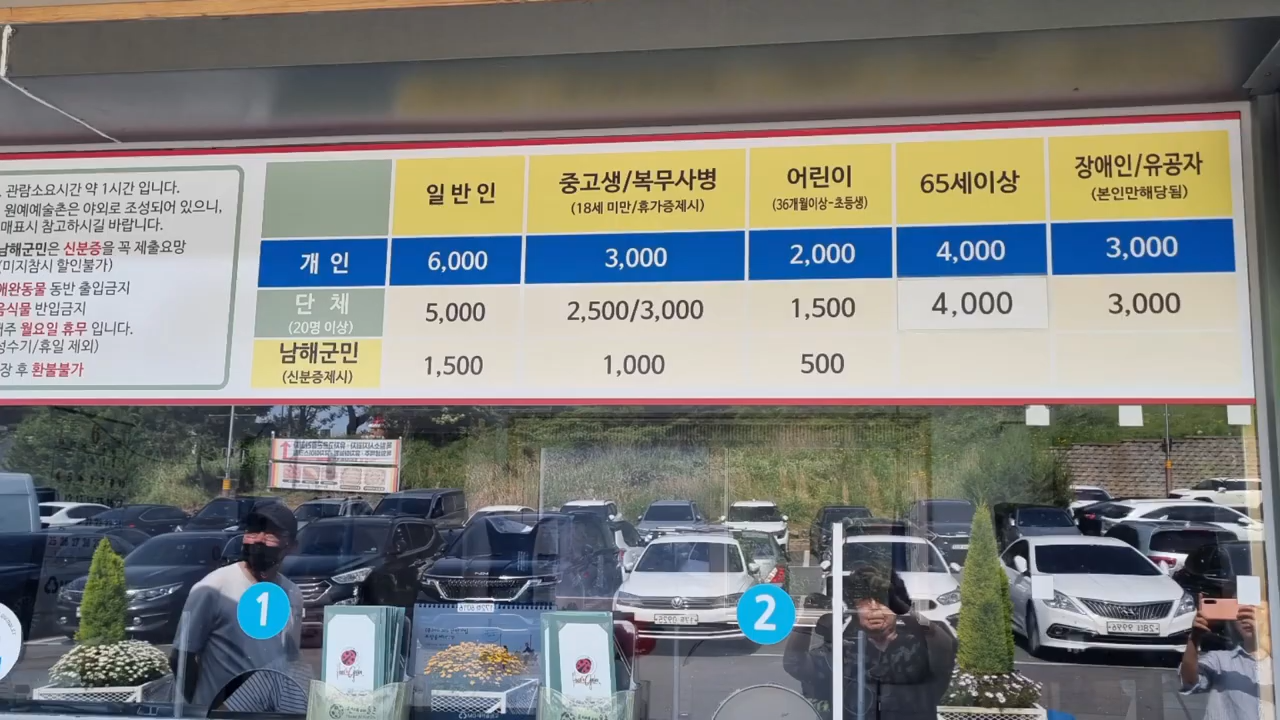 관람소요시간 약 1시간 입니다.
원예예술촌은 야외로 조성되어 있으니,
매표시 참고하시길 바랍니다.
남해군민은 신분증을 꼭 제출요망
(미지참시 할인불가)
애완동물 동반 출입금지
음식물 반입금지
월요일 휴무 입니다.
성수기/휴일 제외)
후 환불불가
일반인
중고생/복무사병
(18세 미만/휴가증제시)
어린이
(36개월이상~초등생)
65세이상
장애인/유공자
(본인만해당됨)
개인 6,000 3,000 2,000 4,000 3,000
단체 5,000 2,500/3,000 1,500 4,000 3,000
(20명 이상)
남해군민 1,500 1,000 500
(신분증제시)
1
2